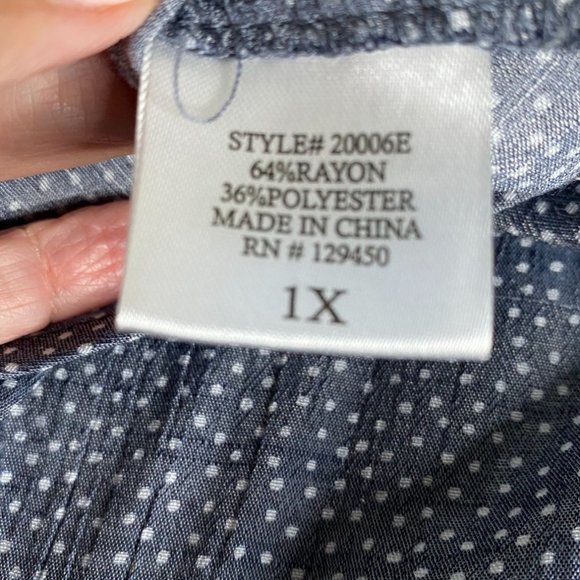 STYLE# 20006E
64%RAYON
36%POLYESTER
MADE IN CHINA
RN # 129450
1X